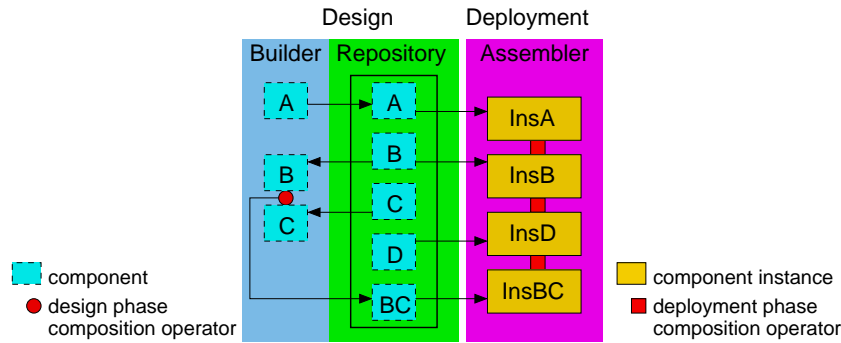 Design
Deployment
Builder
Repository
Assembler
A
A
InsA
B
B
InsB
C
C
InsD
D
BC
InsBC
component
design phase
composition operator
component instance
deployment phase
composition operator